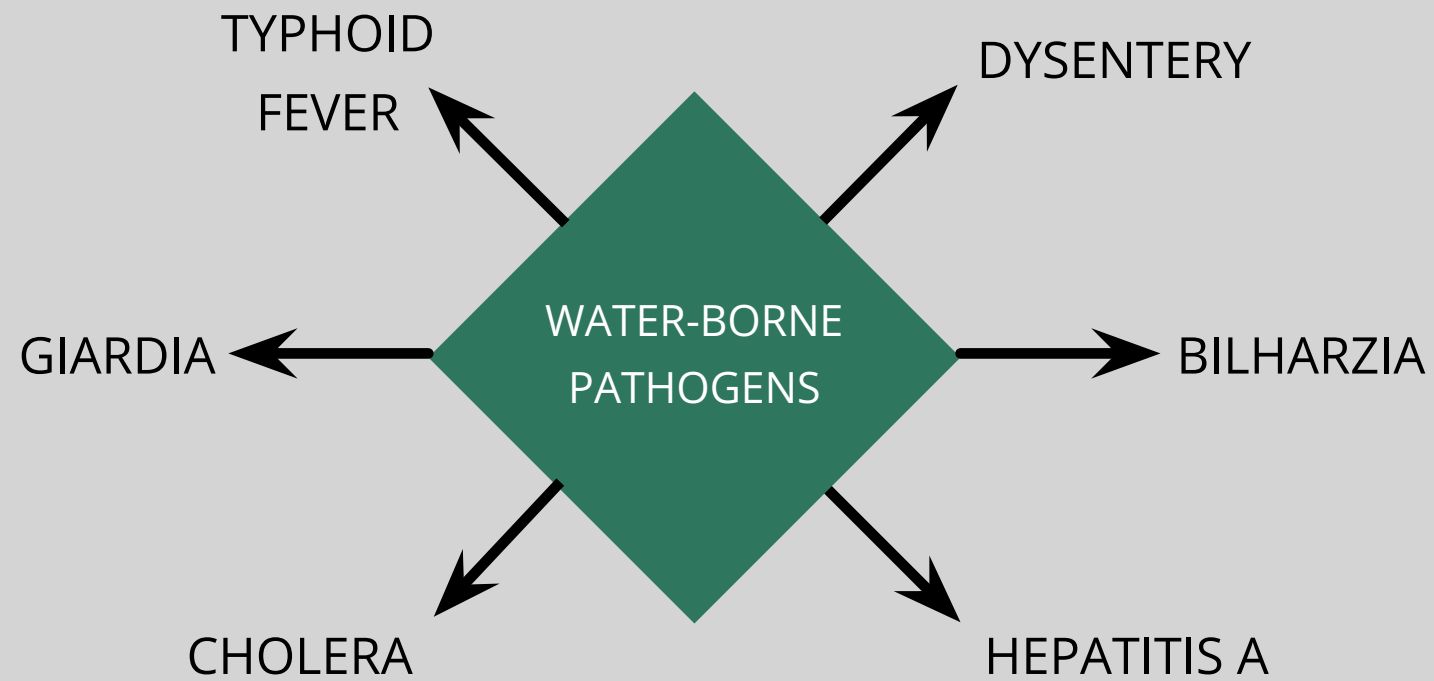 TYPHOID
FEVER
DYSENTERY
WATER-BORNE
PATHOGENS
GIARDIA
BILHARZIA
CHOLERA
HEPATITIS A